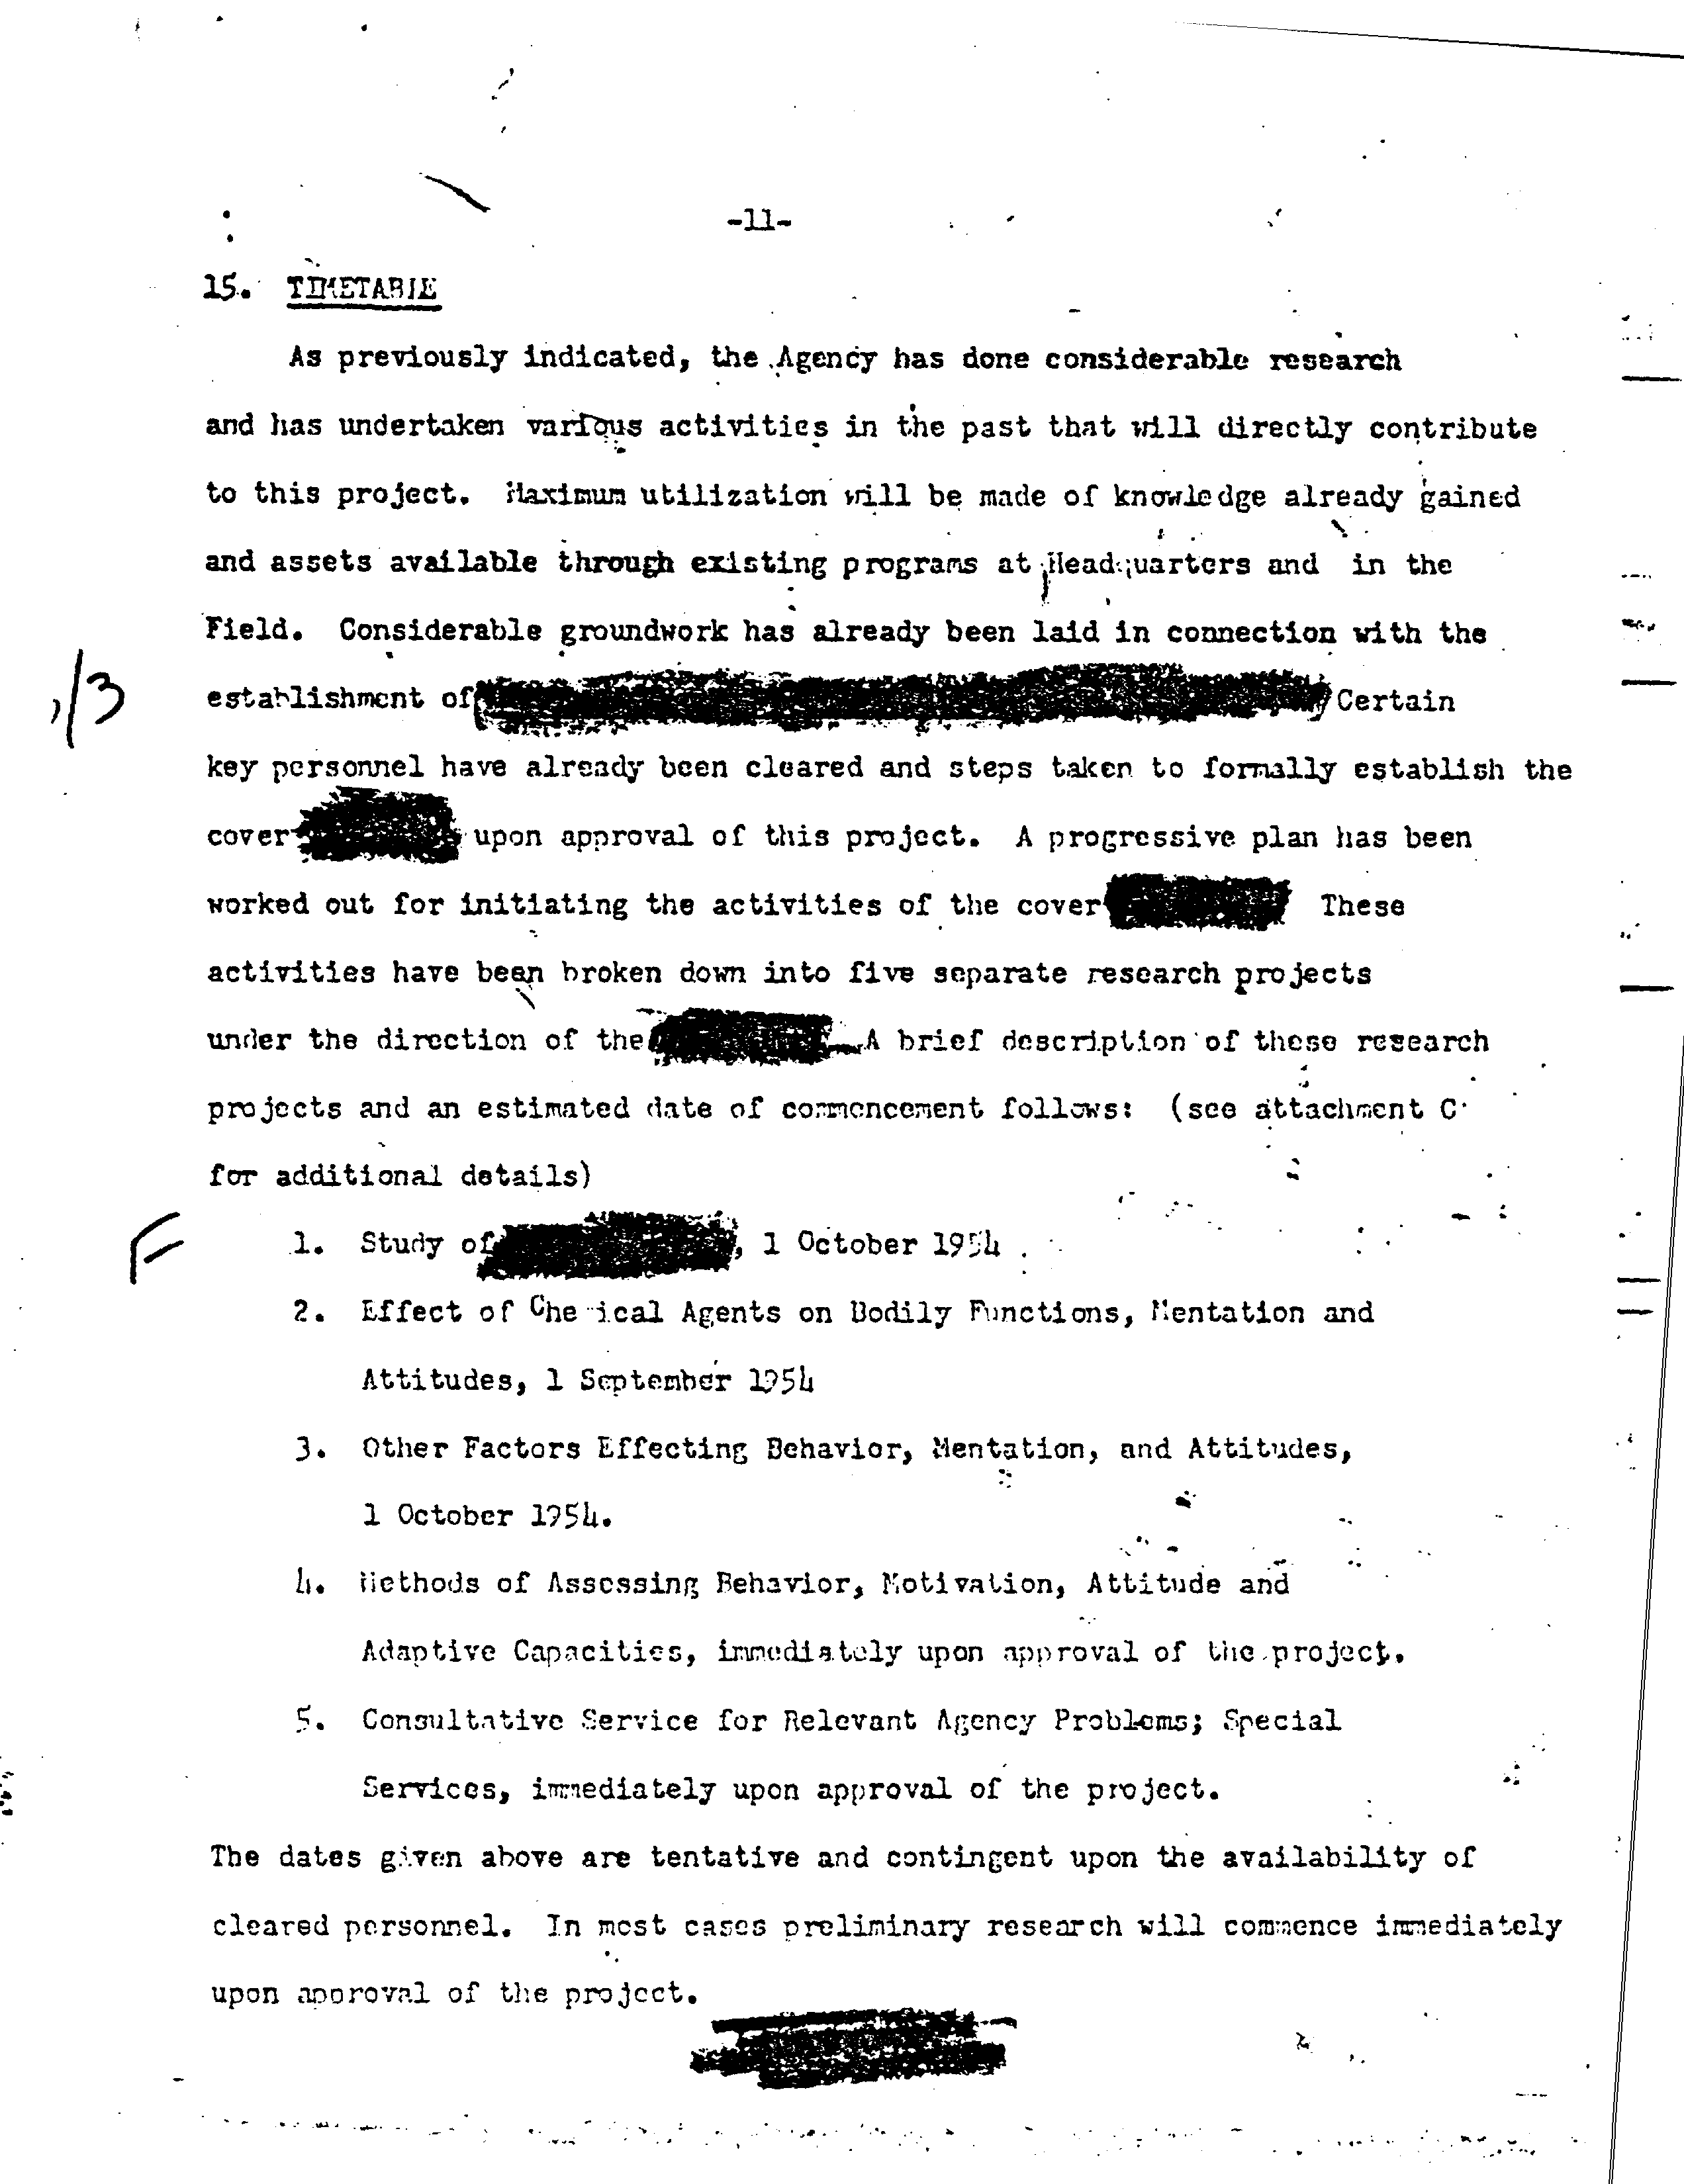 -11-
15. TIMETABLE
As previously indicated, the Agency has done considerable research
and has undertaken various activities in the past that will directly contribute
to this project. Maximum utilization will be made of knowledge already gained
and assets available through existing programs at Headquarters and in the
Field. Considerable groundwork has already been laid in connection with the
1/3
establishment of Certain
key personnel have already been cleared and steps taken to formally establish the
cover upon approval of this project. A progressive plan has been
worked out for initiating the activities of the cover These
activities have been broken down into five separate research projects
under the direction of the A brief description of these research
projects and an estimated date of commencement follows: (see attachment C
for additional details)
F
1. Study of , 1 October 1954
2. Effect of Chemical Agents on Bodily Functions, Mentation and
Attitudes, 1 September 1954
3. Other Factors Effecting Behavior, Mentation, and Attitudes,
1 October 1954.
4. Methods of Assessing Behavior, Motivation, Attitude and
Adaptive Capacities, immediately upon approval of the project.
5. Consultative Service for Relevant Agency Problems; Special
Services, immediately upon approval of the project.
The dates given above are tentative and contingent upon the availability of
cleared personnel. In most cases preliminary research will commence immediately
upon approval of the project.